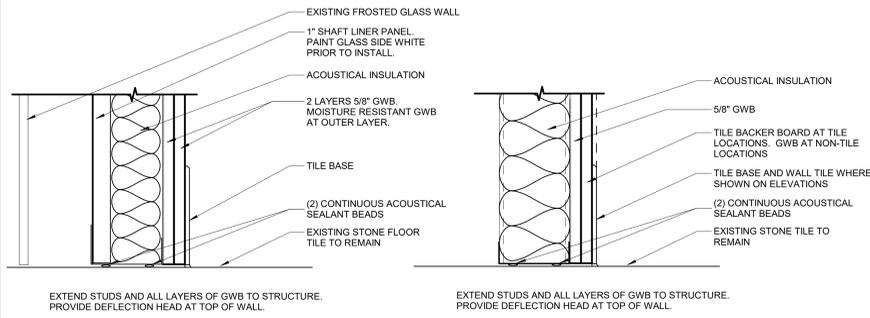 EXISTING FROSTED GLASS WALL
1" SHAFT LINER PANEL.
PAINT GLASS SIDE WHITE
PRIOR TO INSTALL.
ACOUSTICAL INSULATION
2 LAYERS 5/8" GWB.
MOISTURE RESISTANT GWB
AT OUTER LAYER.
TILE BASE
(2) CONTINUOUS ACOUSTICAL
SEALANT BEADS
EXISTING STONE FLOOR
TILE TO REMAIN
EXTEND STUDS AND ALL LAYERS OF GWB TO STRUCTURE.
PROVIDE DEFLECTION HEAD AT TOP OF WALL.
ACOUSTICAL INSULATION
5/8" GWB
TILE BACKER BOARD AT TILE
LOCATIONS. GWB AT NON-TILE
LOCATIONS
TILE BASE AND WALL TILE WHERE
SHOWN ON ELEVATIONS
(2) CONTINUOUS ACOUSTICAL
SEALANT BEADS
EXISTING STONE TILE TO
REMAIN
EXTEND STUDS AND ALL LAYERS OF GWB TO STRUCTURE.
PROVIDE DEFLECTION HEAD AT TOP OF WALL.